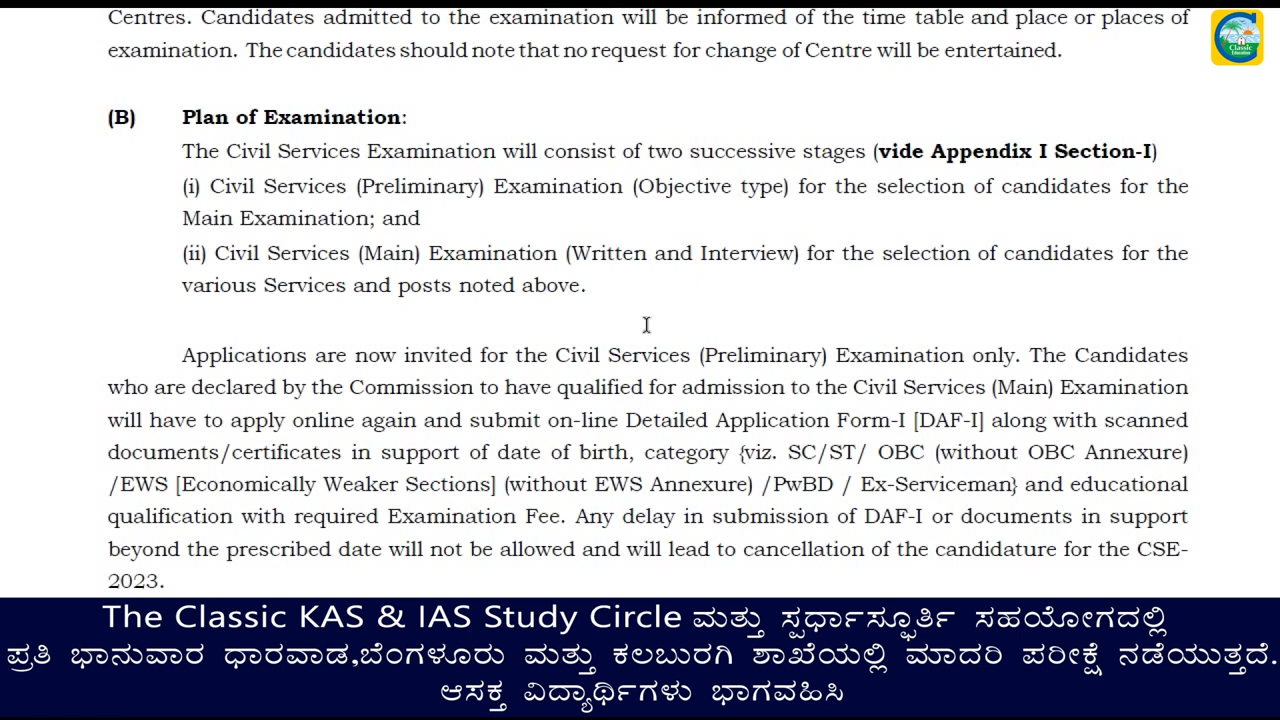 Centres. Candidates admitted to the examination will be informed of the time table and place or places of
examination. The candidates should note that no request for change of Centre will be entertained.
Classic
Education
(B) Plan of Examination:
The Civil Services Examination will consist of two successive stages (vide Appendix I Section-I)
(i) Civil Services (Preliminary) Examination (Objective type) for the selection of candidates for the
Main Examination; and
(ii) Civil Services (Main) Examination (Written and Interview) for the selection of candidates for the
various Services and posts noted above.
Applications are now invited for the Civil Services (Preliminary) Examination only. The Candidates
who are declared by the Commission to have qualified for admission to the Civil Services (Main) Examination
will have to apply online again and submit on-line Detailed Application Form-I [DAF-I] along with scanned
documents/certificates in support of date of birth, category {viz. SC/ST/ OBC (without OBC Annexure)
/EWS [Economically Weaker Sections] (without EWS Annexure) /PwBD / Ex-Serviceman} and educational
qualification with required Examination Fee. Any delay in submission of DAF-I or documents in support
beyond the prescribed date will not be allowed and will lead to cancellation of the candidature for the CSE-
2023.
The Classic KAS & IAS Study Circle ಮತ್ತು ಸ್ಪರ್ಧಾಸ್ಫೂರ್ತಿ ಸಹಯೋಗದಲ್ಲಿ
ಪ್ರತಿ ಭಾನುವಾರ ಧಾರವಾಡ,ಬೆಂಗಳೂರು ಮತ್ತು ಕಲಬುರಗಿ ಶಾಖೆಯಲ್ಲಿ ಮಾದರಿ ಪರೀಕ್ಷೆ ನಡೆಯುತ್ತದೆ.
ಆಸಕ್ತ ವಿದ್ಯಾರ್ಥಿಗಳು ಭಾಗವಹಿಸಿ